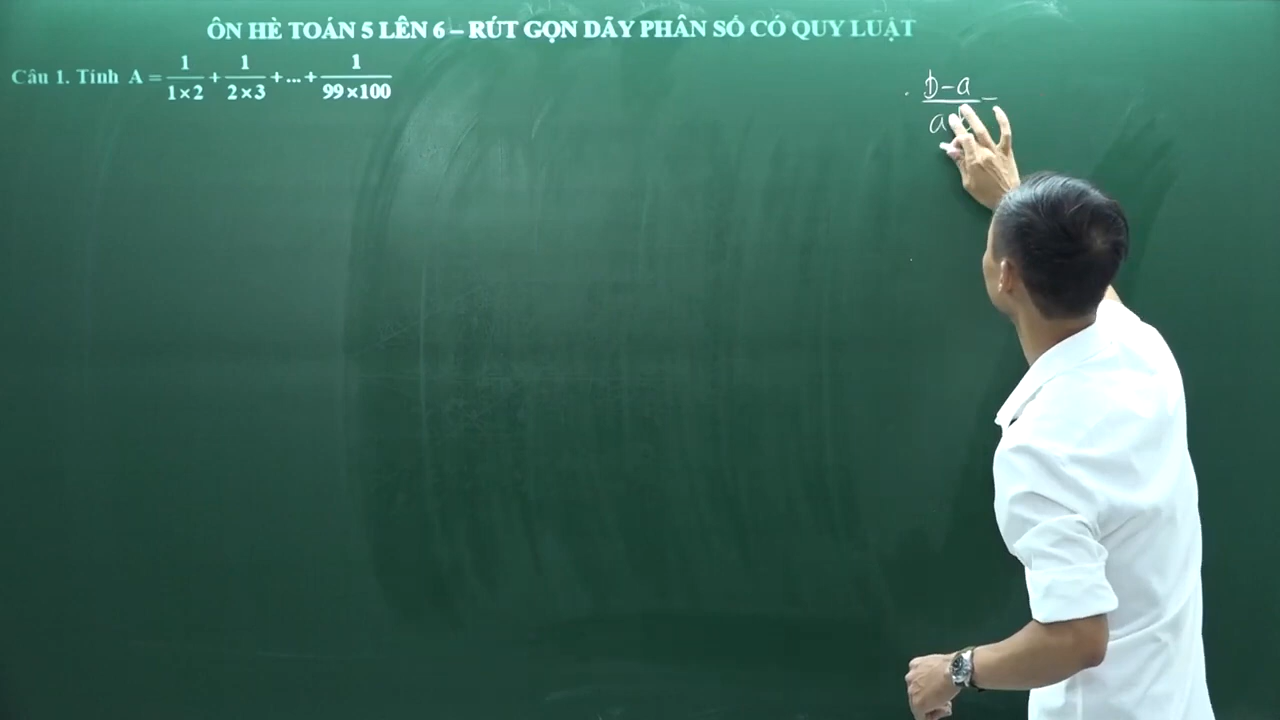 ÔN HÈ TOÁN 5 LÊN 6 – RÚT GỌN DÃY PHÂN SỐ CÓ QUY LUẬT
Câu 1. Tính A = 1/(1×2) + 1/(2×3) + ... + 1/(99×100)
b-a
a